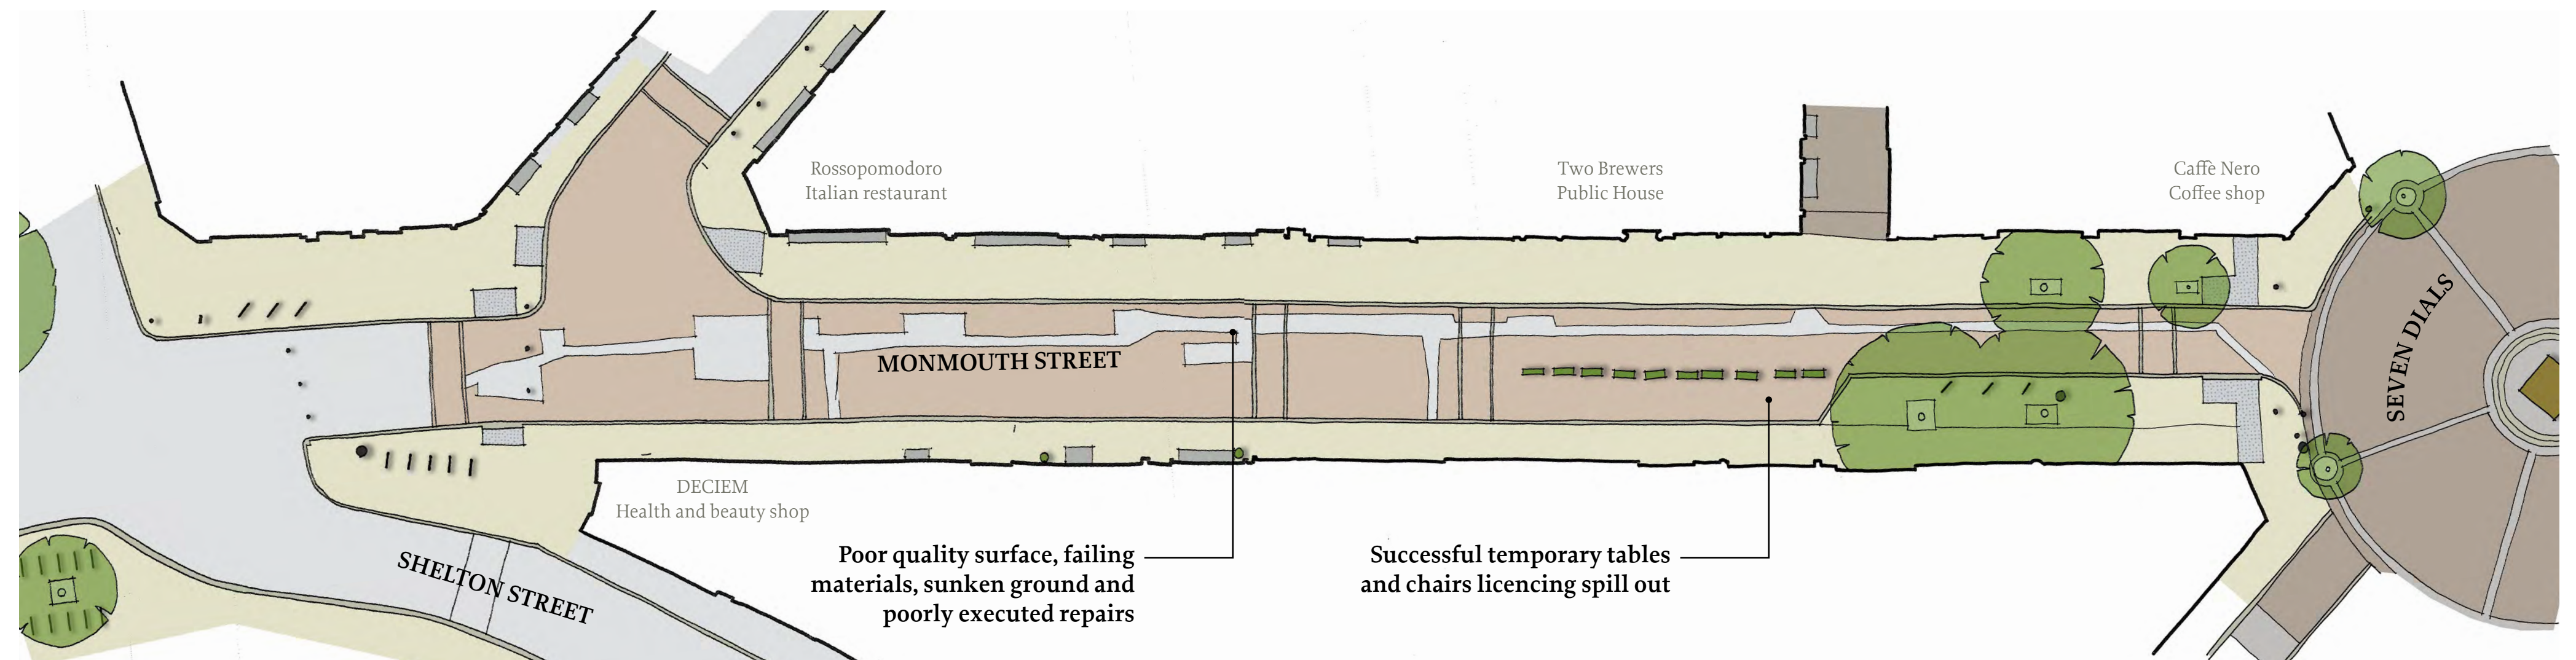 Rossopomodoro
Italian restaurant
Two Brewers
Public House
Caffè Nero
Coffee shop
SEVEN DIALS
MONMOUTH STREET
DECIEM
Health and beauty shop
SHELTON STREET
Poor quality surface, failing
materials, sunken ground and
poorly executed repairs
Successful temporary tables
and chairs licencing spill out